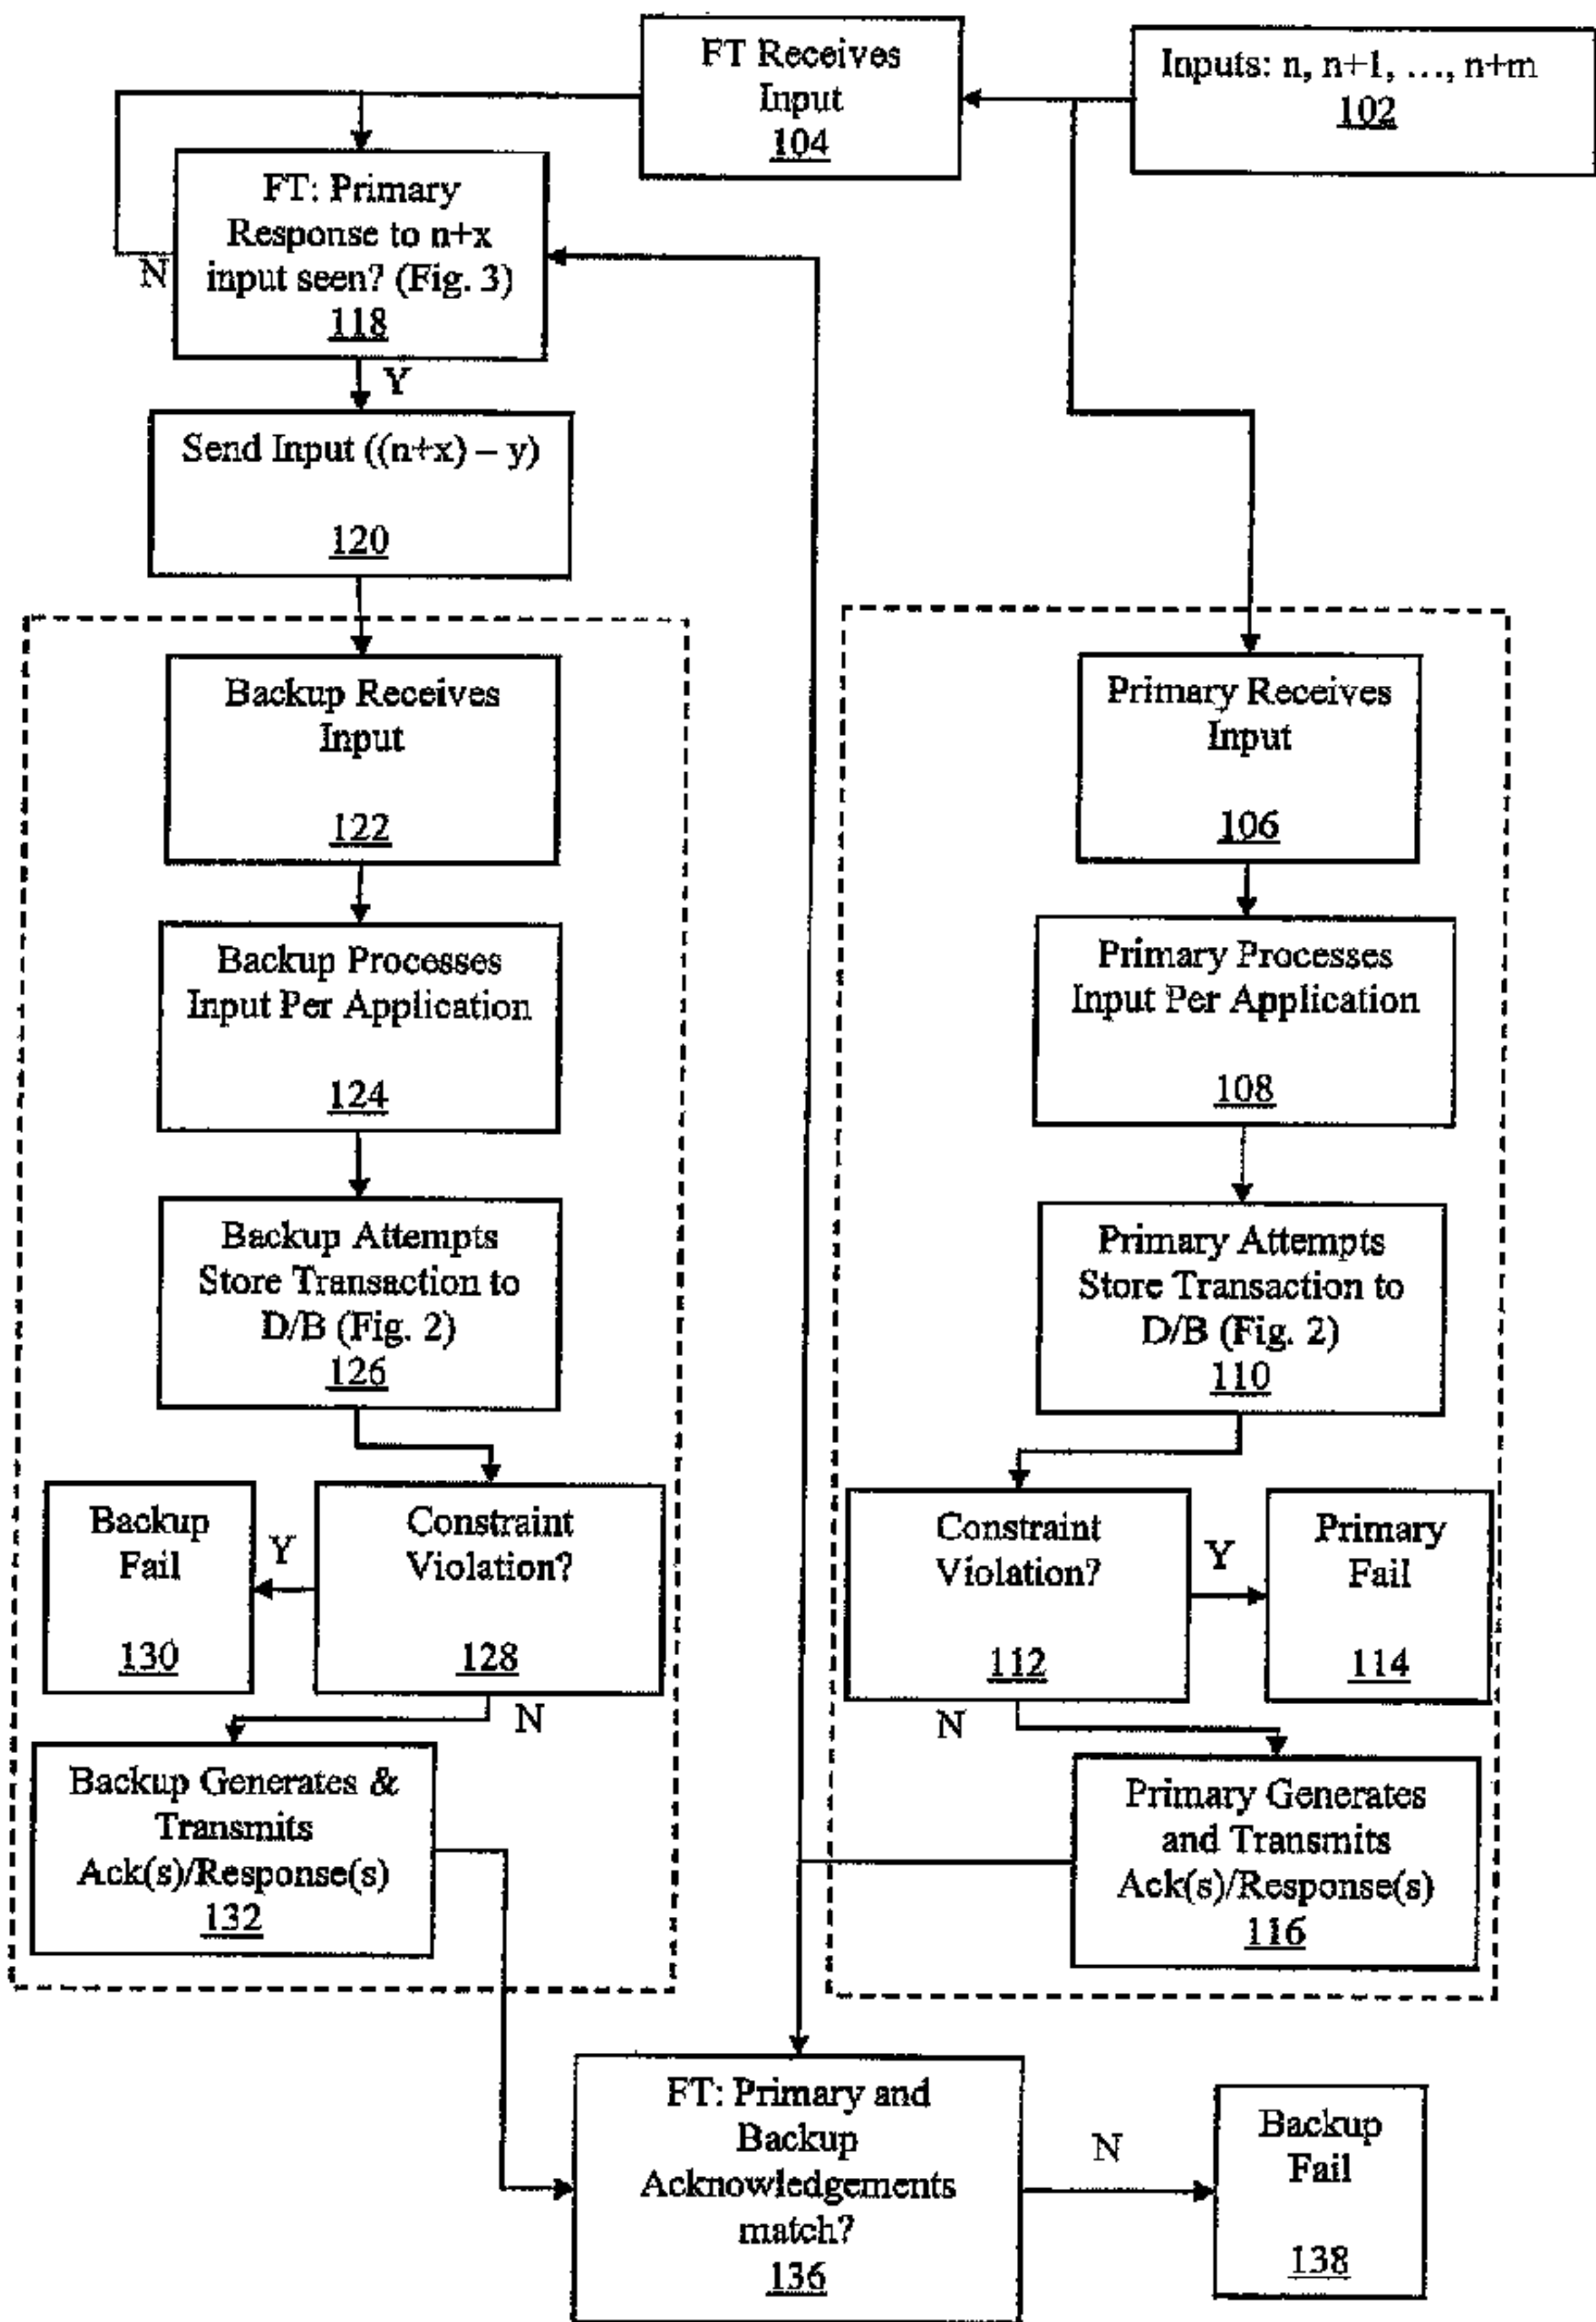 FT Receives
Input
104
Inputs: n, n+1, ..., n+m
102
FT: Primary
Response to n+x
input seen? (Fig. 3)
118
N
Y
Send Input ((n+x) – y)
120
Backup Receives
Input
122
Primary Receives
Input
106
Backup Processes
Input Per Application
124
Primary Processes
Input Per Application
108
Backup Attempts
Store Transaction to
D/B (Fig. 2)
126
Primary Attempts
Store Transaction to
D/B (Fig. 2)
110
Backup
Fail
130
Y
Constraint
Violation?
128
N
Constraint
Violation?
112
Y
Primary
Fail
114
N
Backup Generates &
Transmits
Ack(s)/Response(s)
132
Primary Generates
and Transmits
Ack(s)/Response(s)
116
FT: Primary and
Backup
Acknowledgements
match?
136
N
Backup
Fail
138